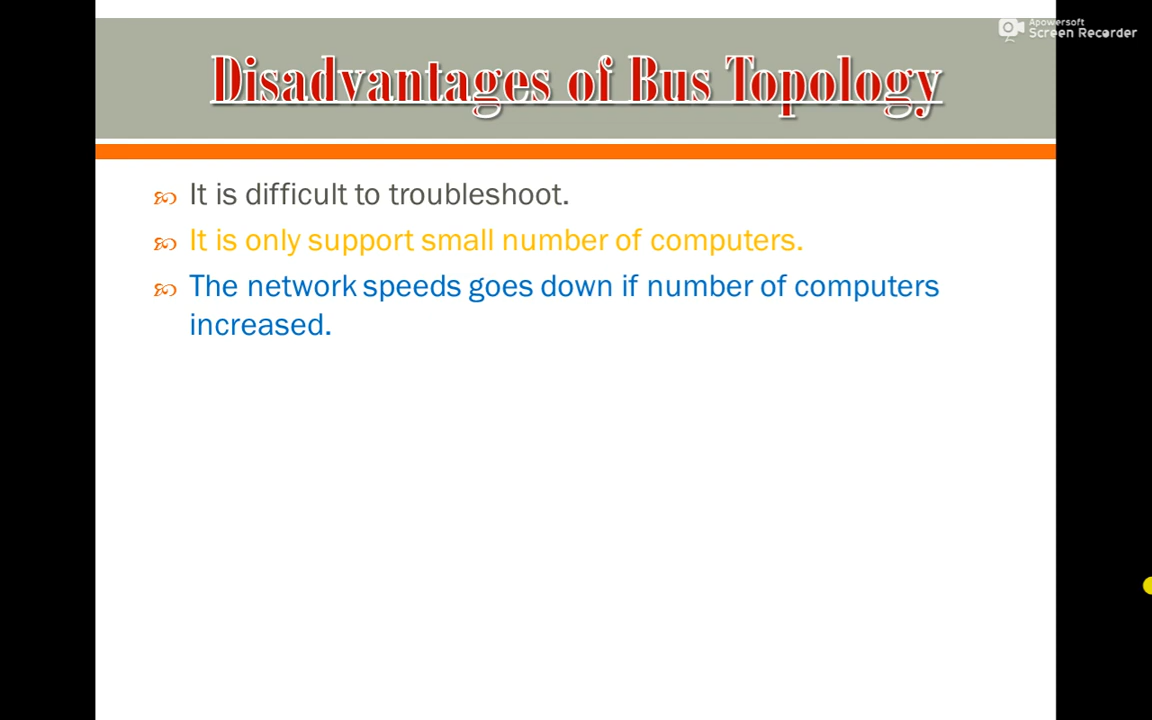 Apowersoft
Screen Recorder
Disadvantages of Bus Topology
It is difficult to troubleshoot.
It is only support small number of computers.
The network speeds goes down if number of computers
increased.